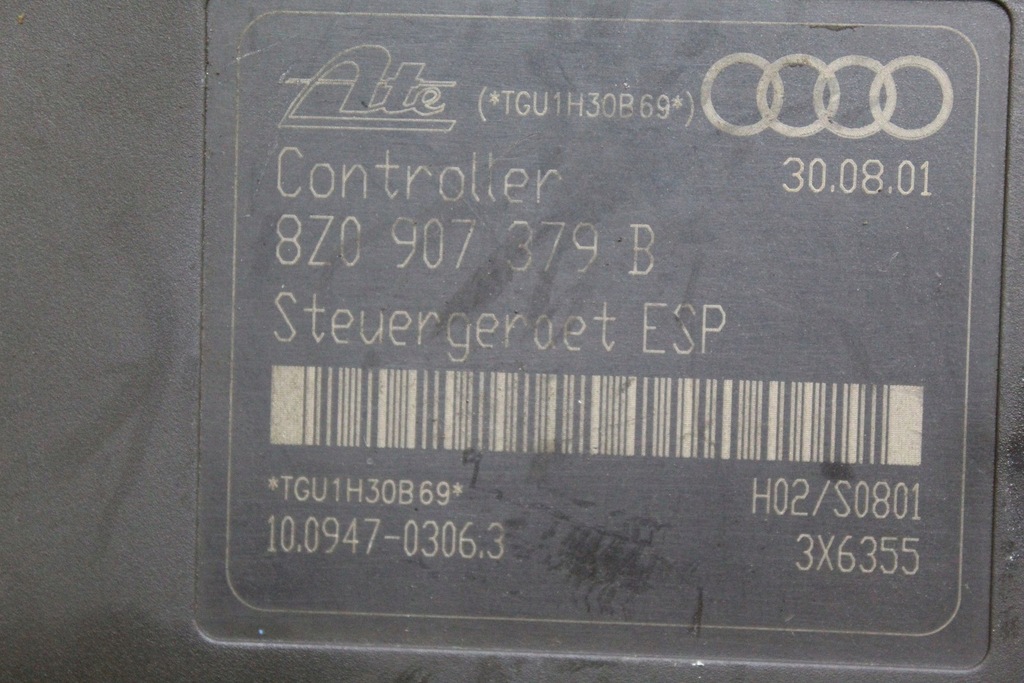 Ate (*TGU1H30B69*)
30.08.01
Controller
8Z0 907 379 B
Steuergeraet ESP
*TGU1H30B69*
H02/S0801
10.0947-0306.3
3X6355